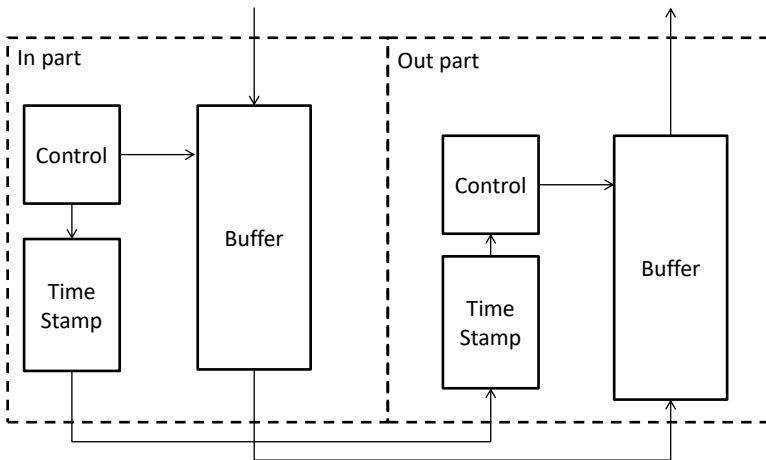 In part
Control
Buffer
Time
Stamp
Out part
Control
Buffer
Time
Stamp